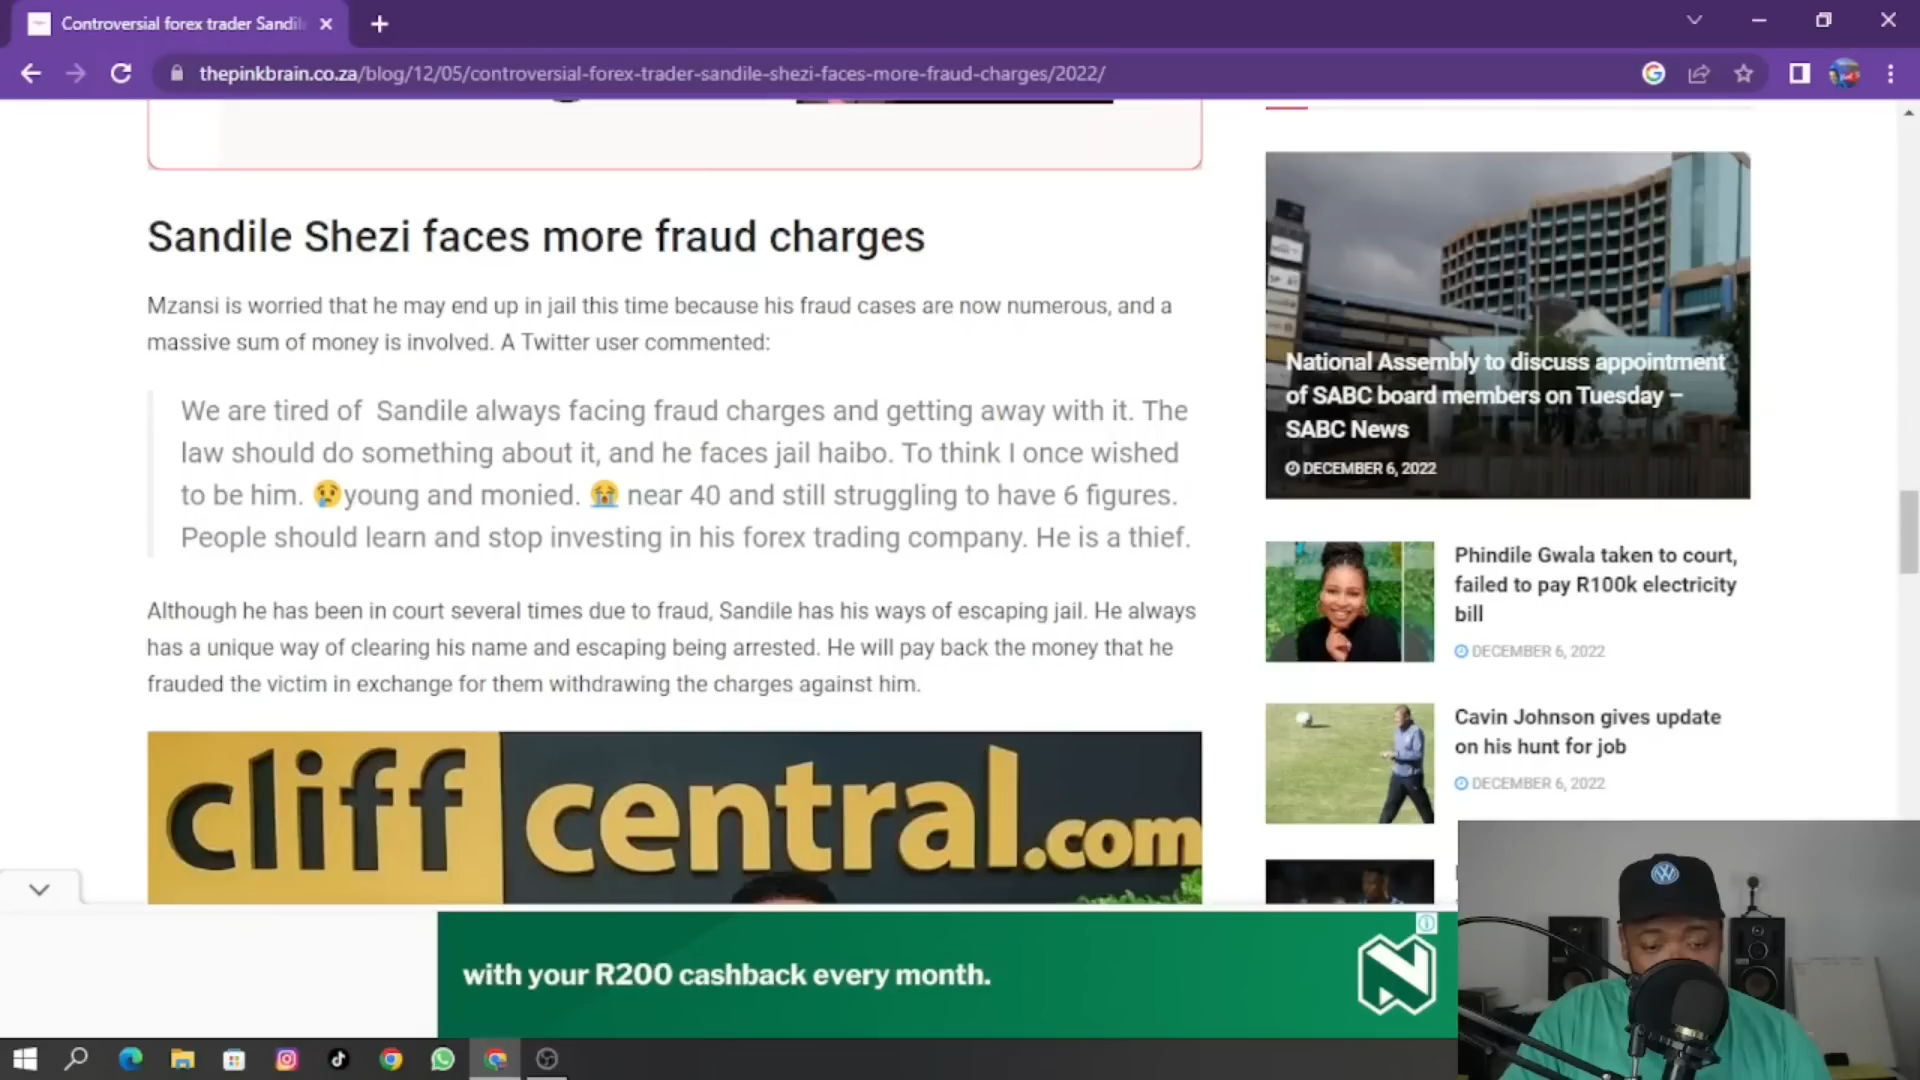 Controversial forex trader Sandil
thepinkbrain.co.za/blog/12/05/controversial-forex-trader-sandile-shezi-faces-more-fraud-charges/2022/
Sandile Shezi faces more fraud charges
Mzansi is worried that he may end up in jail this time because his fraud cases are now numerous, and a
massive sum of money is involved. A Twitter user commented:
We are tired of Sandile always facing fraud charges and getting away with it. The
law should do something about it, and he faces jail haibo. To think I once wished
to be him. 😢young and monied. 😭 near 40 and still struggling to have 6 figures.
People should learn and stop investing in his forex trading company. He is a thief.
Although he has been in court several times due to fraud, Sandile has his ways of escaping jail. He always
has a unique way of clearing his name and escaping being arrested. He will pay back the money that he
frauded the victim in exchange for them withdrawing the charges against him.
cliffcentral.com
National Assembly to discuss appointment
of SABC board members on Tuesday –
SABC News
DECEMBER 6, 2022
Phindile Gwala taken to court,
failed to pay R100k electricity
bill
DECEMBER 6, 2022
Cavin Johnson gives update
on his hunt for job
DECEMBER 6, 2022
with your R200 cashback every month.